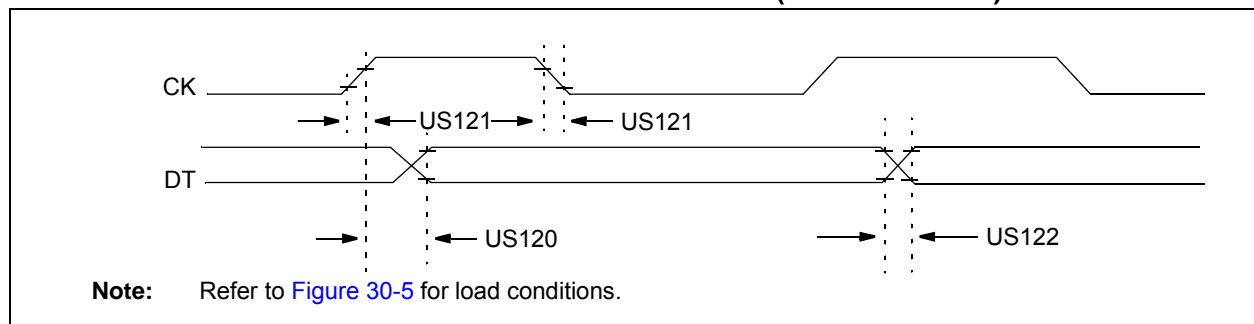 CK
US121
US121
DT
US120
US122
Note: Refer to Figure 30-5 for load conditions.